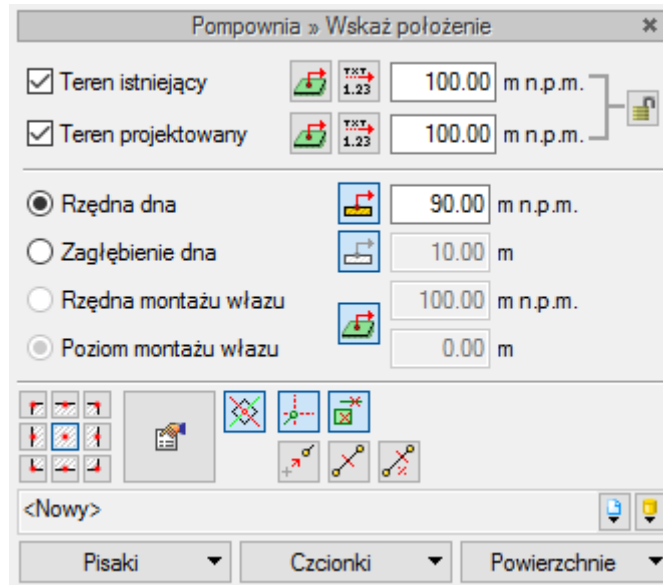 Pompownia » Wskaż położenie
Teren istniejący TXT 1.23 100.00 m n.p.m.
Teren projektowany TXT 1.23 100.00 m n.p.m.
Rzędna dna 90.00 m n.p.m.
Zagłębienie dna 10.00 m
Rzędna montażu włazu 100.00 m n.p.m.
Poziom montażu włazu 0.00 m
<Nowy>
Pisaki Czcionki Powierzchnie